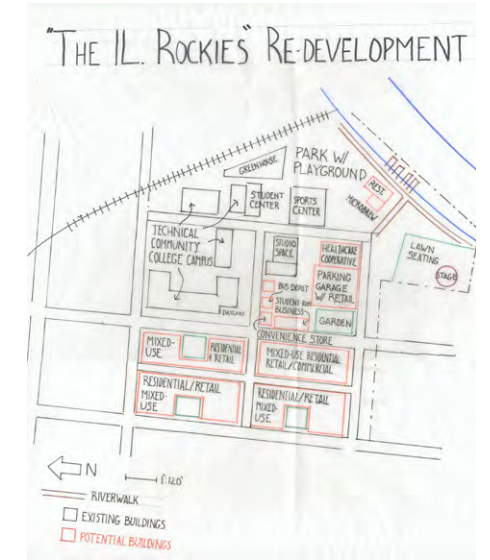 "THE IL. ROCKIES" RE-DEVELOPMENT
PARK W/
PLAYGROUND
GREENHOUSE
REST.
MICROBREW
STUDENT
CENTER
SPORTS
CENTER
TECHNICAL
COMMUNITY
COLLEGE CAMPUS
STUDIO
SPACE
HEALTHCARE
COOPERATIVE
LAWN
SEATING
STAGE
PARKING
GARAGE
W/ RETAIL
BUS DEPOT
STUDENT-RUN
BUSINESS
DAYCARE
GARDEN
CONVENIENCE STORE
MIXED-
USE
RESIDENTIAL
& RETAIL
MIXED-USE RESIDENTIAL
RETAIL/COMMERCIAL
RESIDENTIAL/RETAIL
MIXED-
USE
RESIDENTIAL/RETAIL
MIXED-
USE
N
1":120'
RIVERWALK
EXISTING BUILDINGS
POTENTIAL BUILDINGS